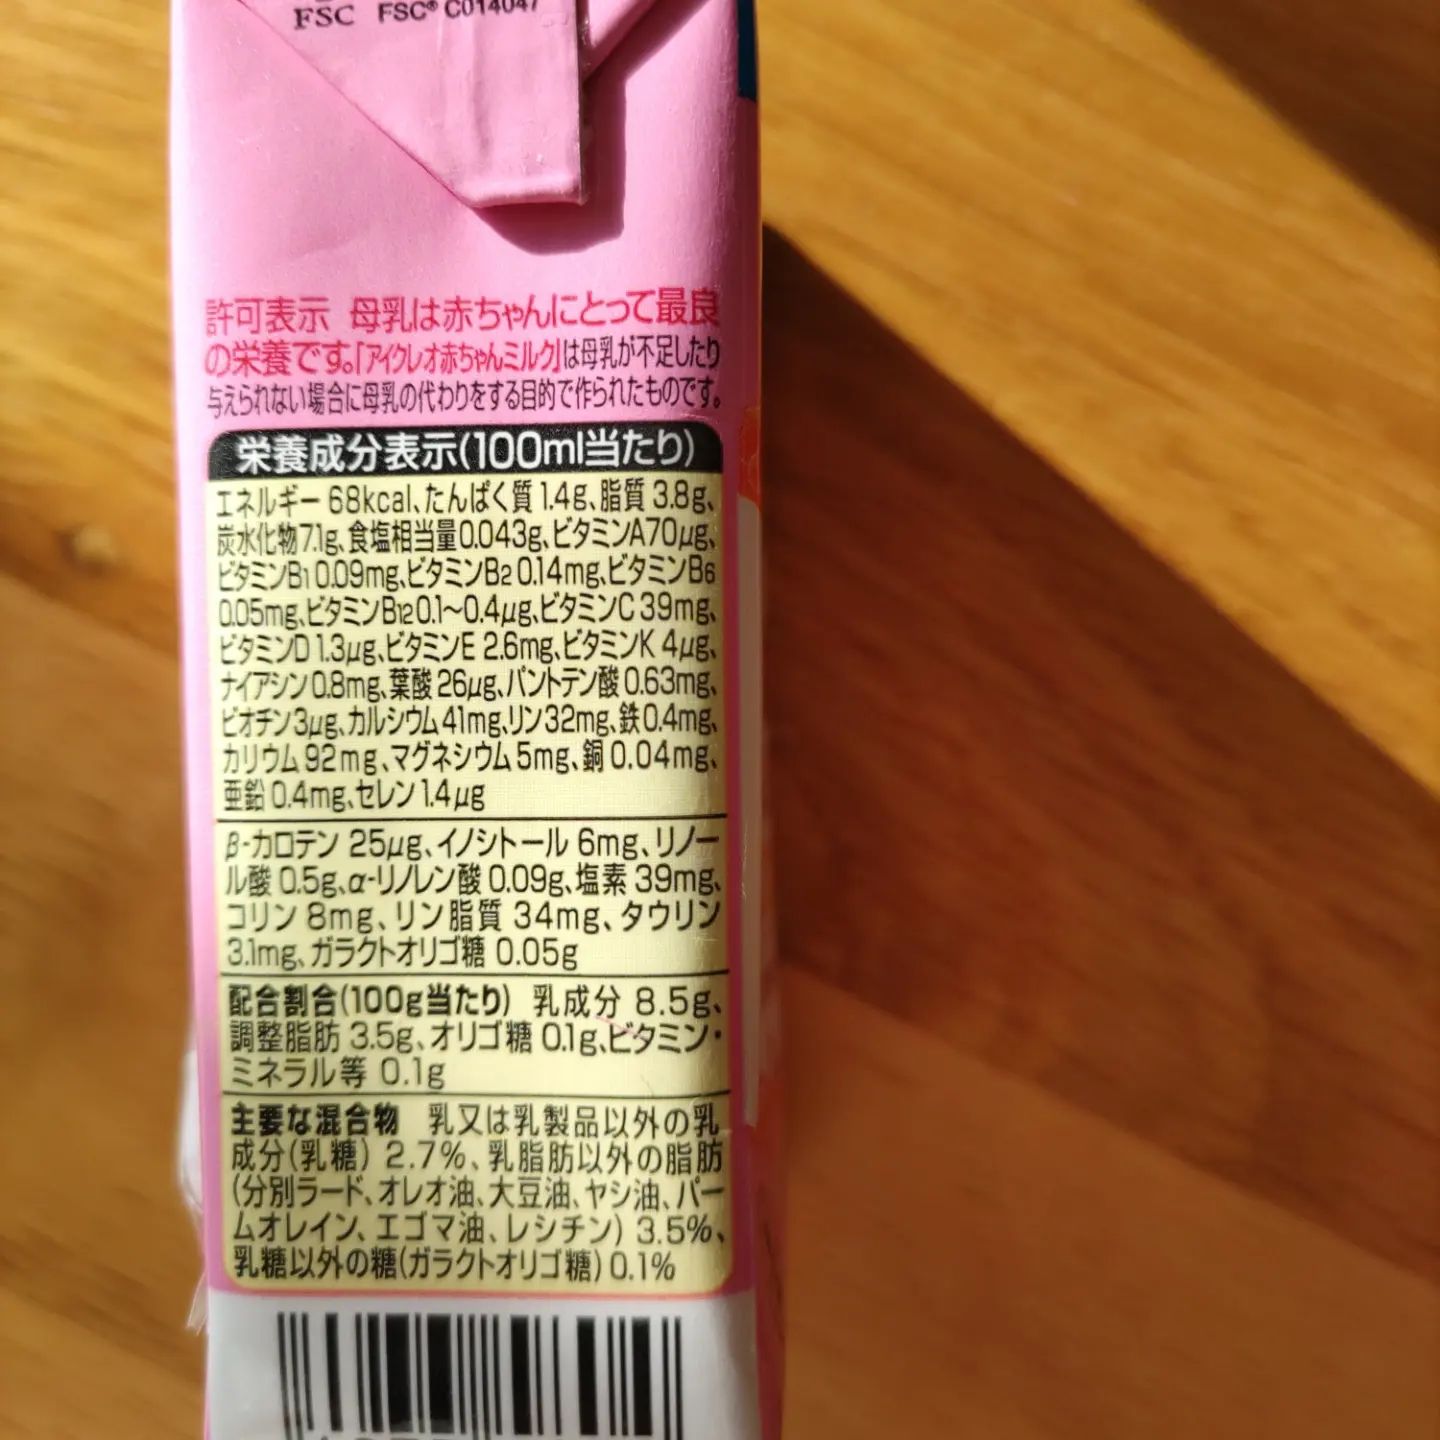 FSC FSC® C014047
許可表示 母乳は赤ちゃんにとって最良
の栄養です。「アイクレオ赤ちゃんミルク」は母乳が不足したり
与えられない場合に母乳の代わりをする目的で作られたものです。
栄養成分表示(100ml当たり)
エネルギー 68kcal、たんぱく質 1.4g、脂質 3.8g、
炭水化物7.1g、食塩相当量0.043g、ビタミンA70μg、
ビタミンB1 0.09mg、ビタミンB2 0.14mg、ビタミンB6
0.05mg、ビタミンB12 0.1〜0.4μg、ビタミンC 39mg、
ビタミンD 1.3μg、ビタミンE 2.6mg、ビタミンK 4μg、
ナイアシン0.8mg、葉酸 26μg、パントテン酸 0.63mg、
ビオチン3μg、カルシウム41mg、リン32mg、鉄0.4mg、
カリウム 92mg、マグネシウム 5mg、銅 0.04mg、
亜鉛 0.4mg、セレン1.4μg
β-カロテン 25μg、イノシトール 6mg、リノー
ル酸 0.5g、α-リノレン酸 0.09g、塩素 39mg、
コリン 8mg、リン脂質 34mg、タウリン
3.1mg、ガラクトオリゴ糖 0.05g
配合割合(100g当たり) 乳成分 8.5g、
調整脂肪 3.5g、オリゴ糖 0.1g、ビタミン・
ミネラル等 0.1g
主要な混合物 乳又は乳製品以外の乳
成分(乳糖) 2.7%、乳脂肪以外の脂肪
(分別ラード、オレオ油、大豆油、ヤシ油、パー
ムオレイン、エゴマ油、レシチン) 3.5%、
乳糖以外の糖(ガラクトオリゴ糖) 0.1%